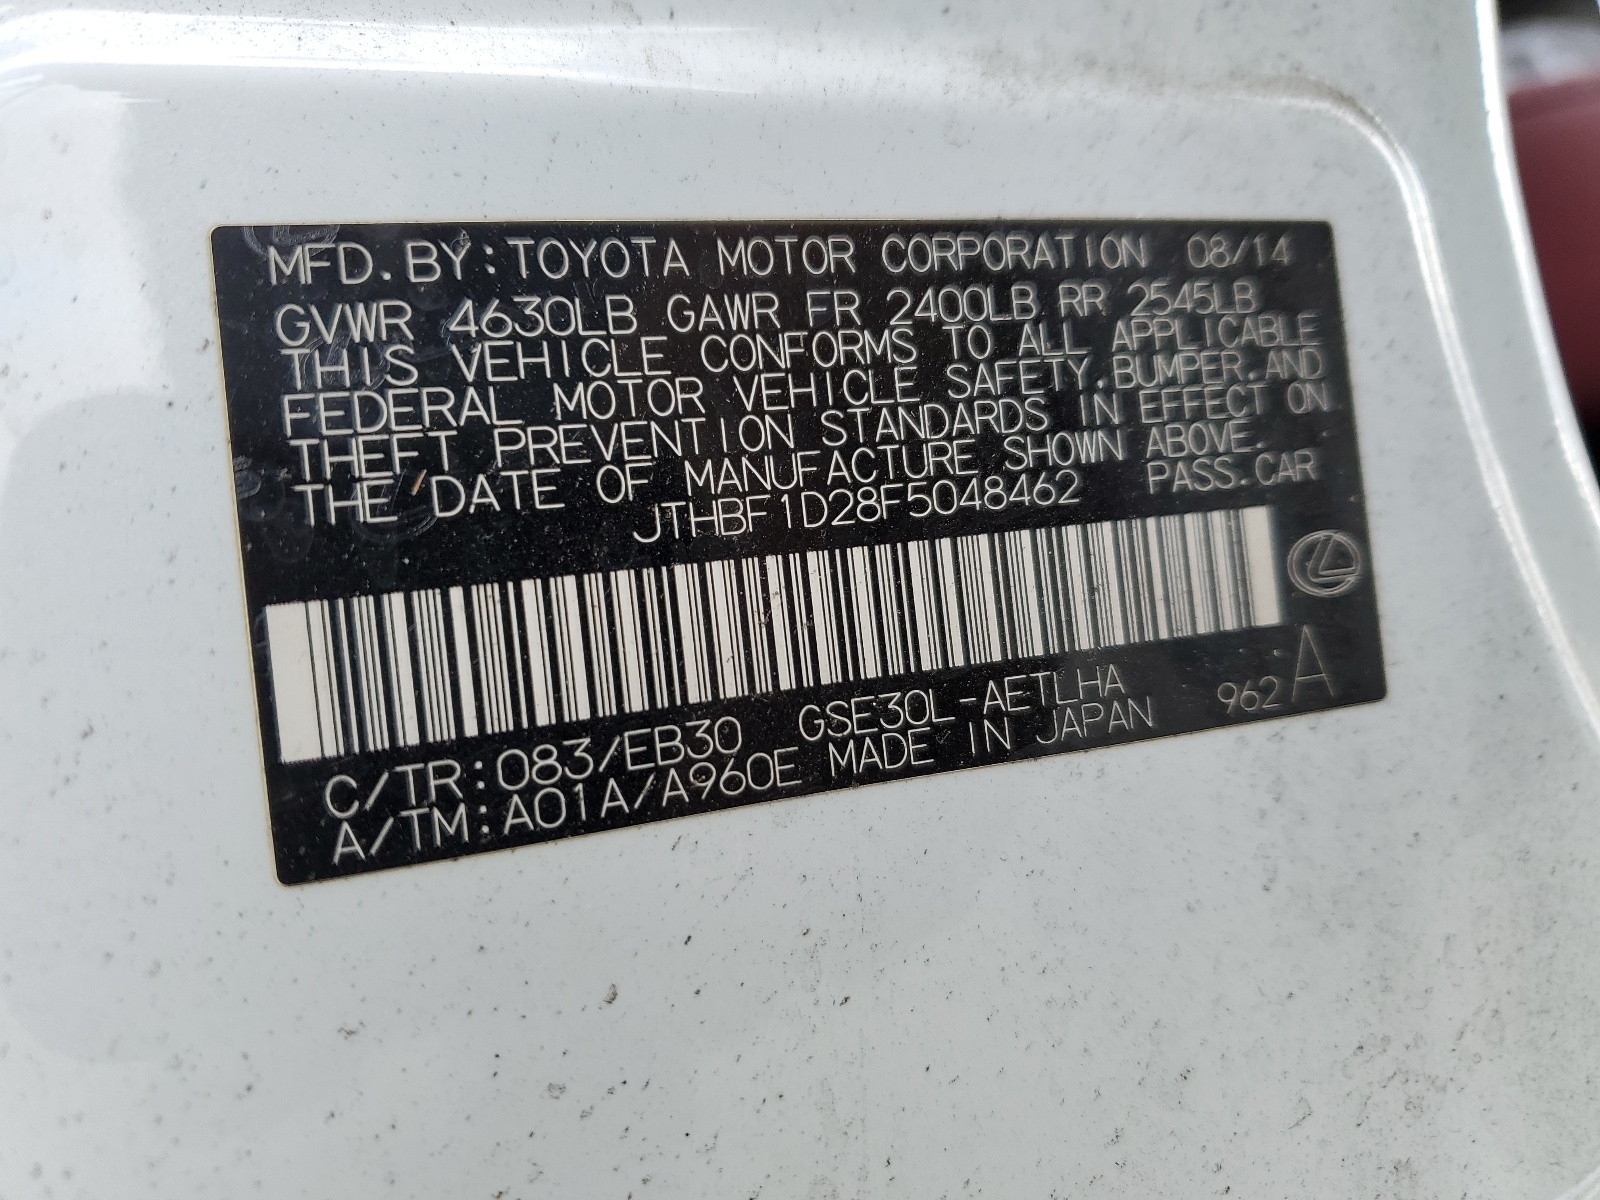 MFD. BY: TOYOTA MOTOR CORPORATION 08/14
GVWR 4630LB GAWR FR 2400LB RR 2545LB
THIS VEHICLE CONFORMS TO ALL APPLICABLE
FEDERAL MOTOR VEHICLE SAFETY, BUMPER, AND
THEFT PREVENTION STANDARDS IN EFFECT ON
THE DATE OF MANUFACTURE SHOWN ABOVE.
JTHBF1D28F5048462 PASS. CAR
C/TR: 083/EB30 GSE30L-AETLHA
A/TM: A01A/A960E MADE IN JAPAN 962 A